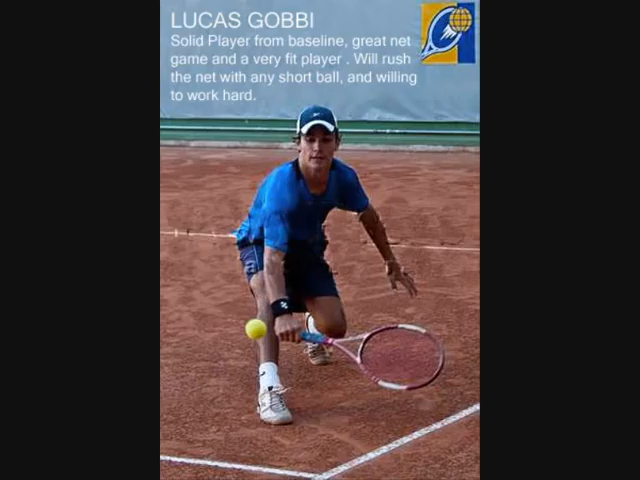 LUCAS GOBBI
Solid Player from baseline, great net
game and a very fit player . Will rush
the net with any short ball, and willing
to work hard.